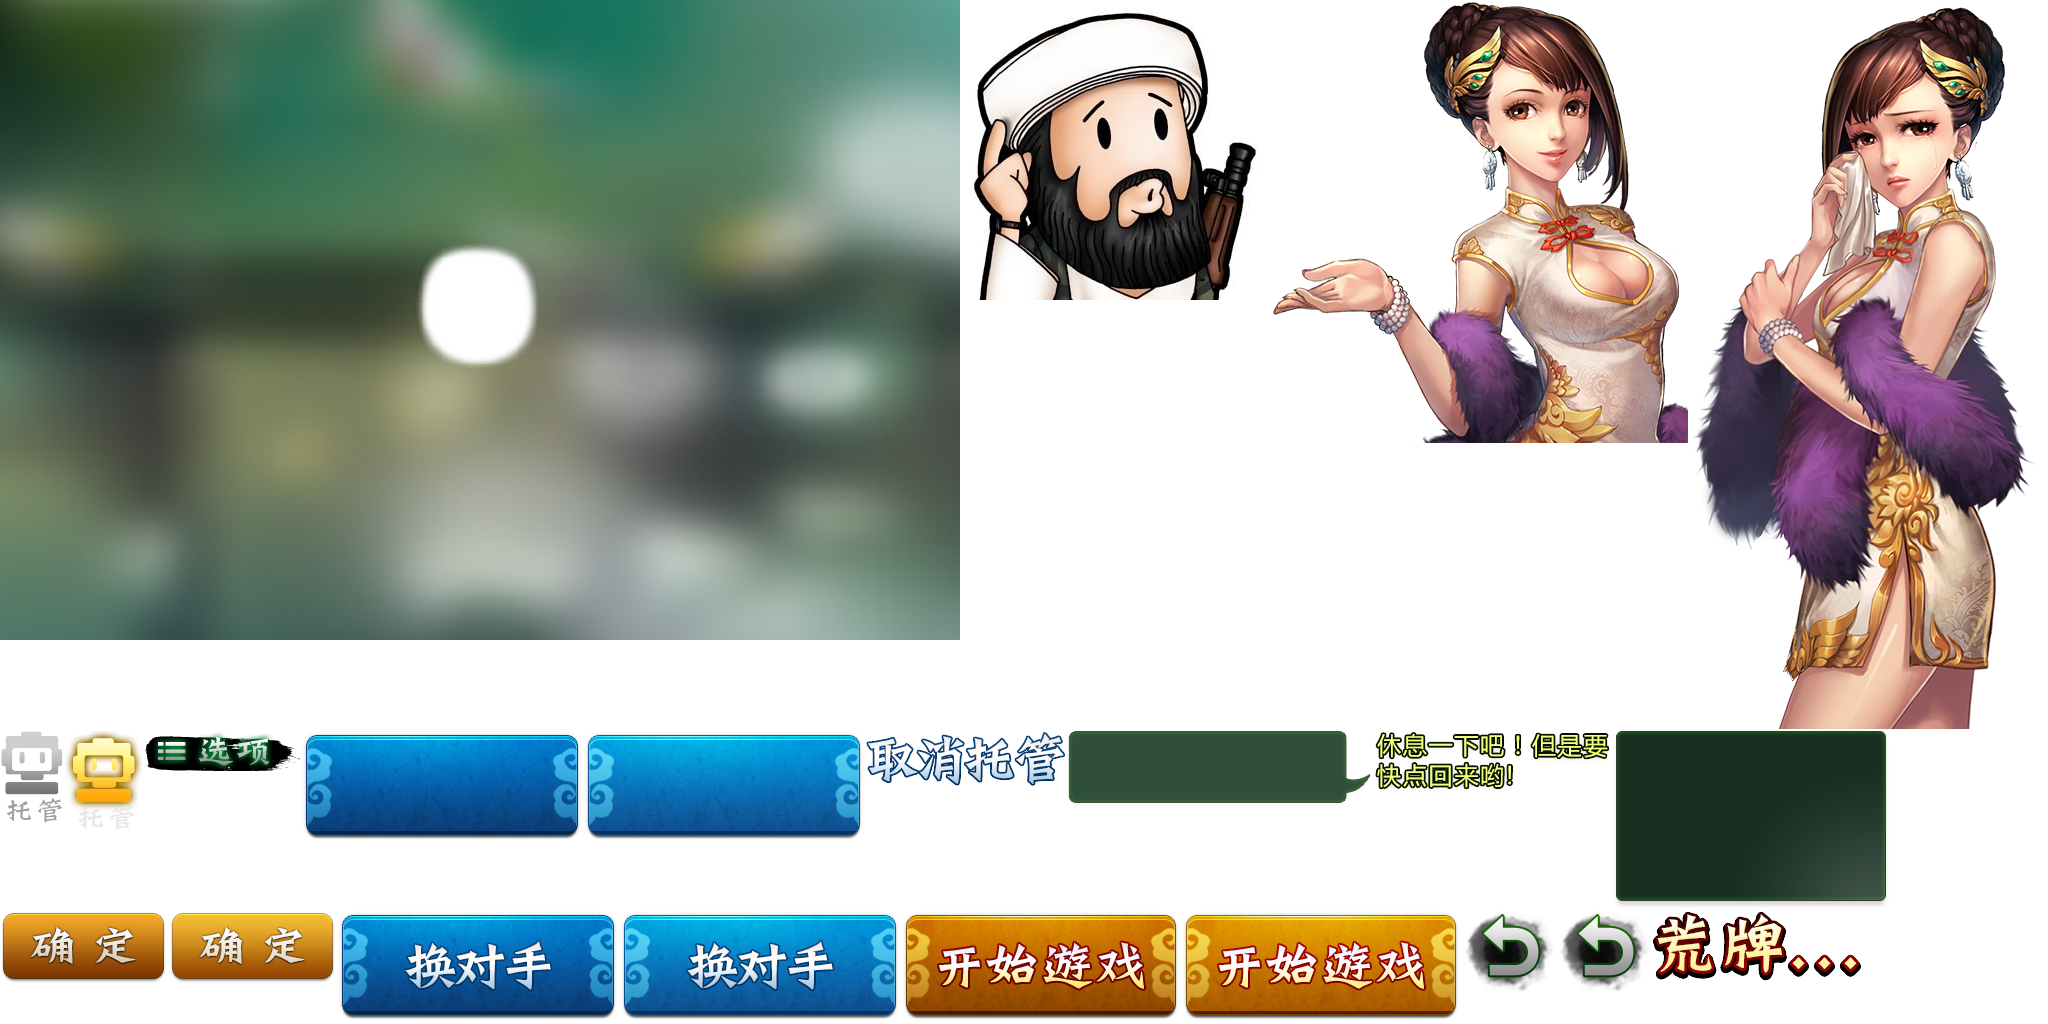 托管
托管
选项
取消托管
休息一下吧！但是要
快点回来哟!
确定
确定
换对手
换对手
开始游戏
开始游戏
荒牌...